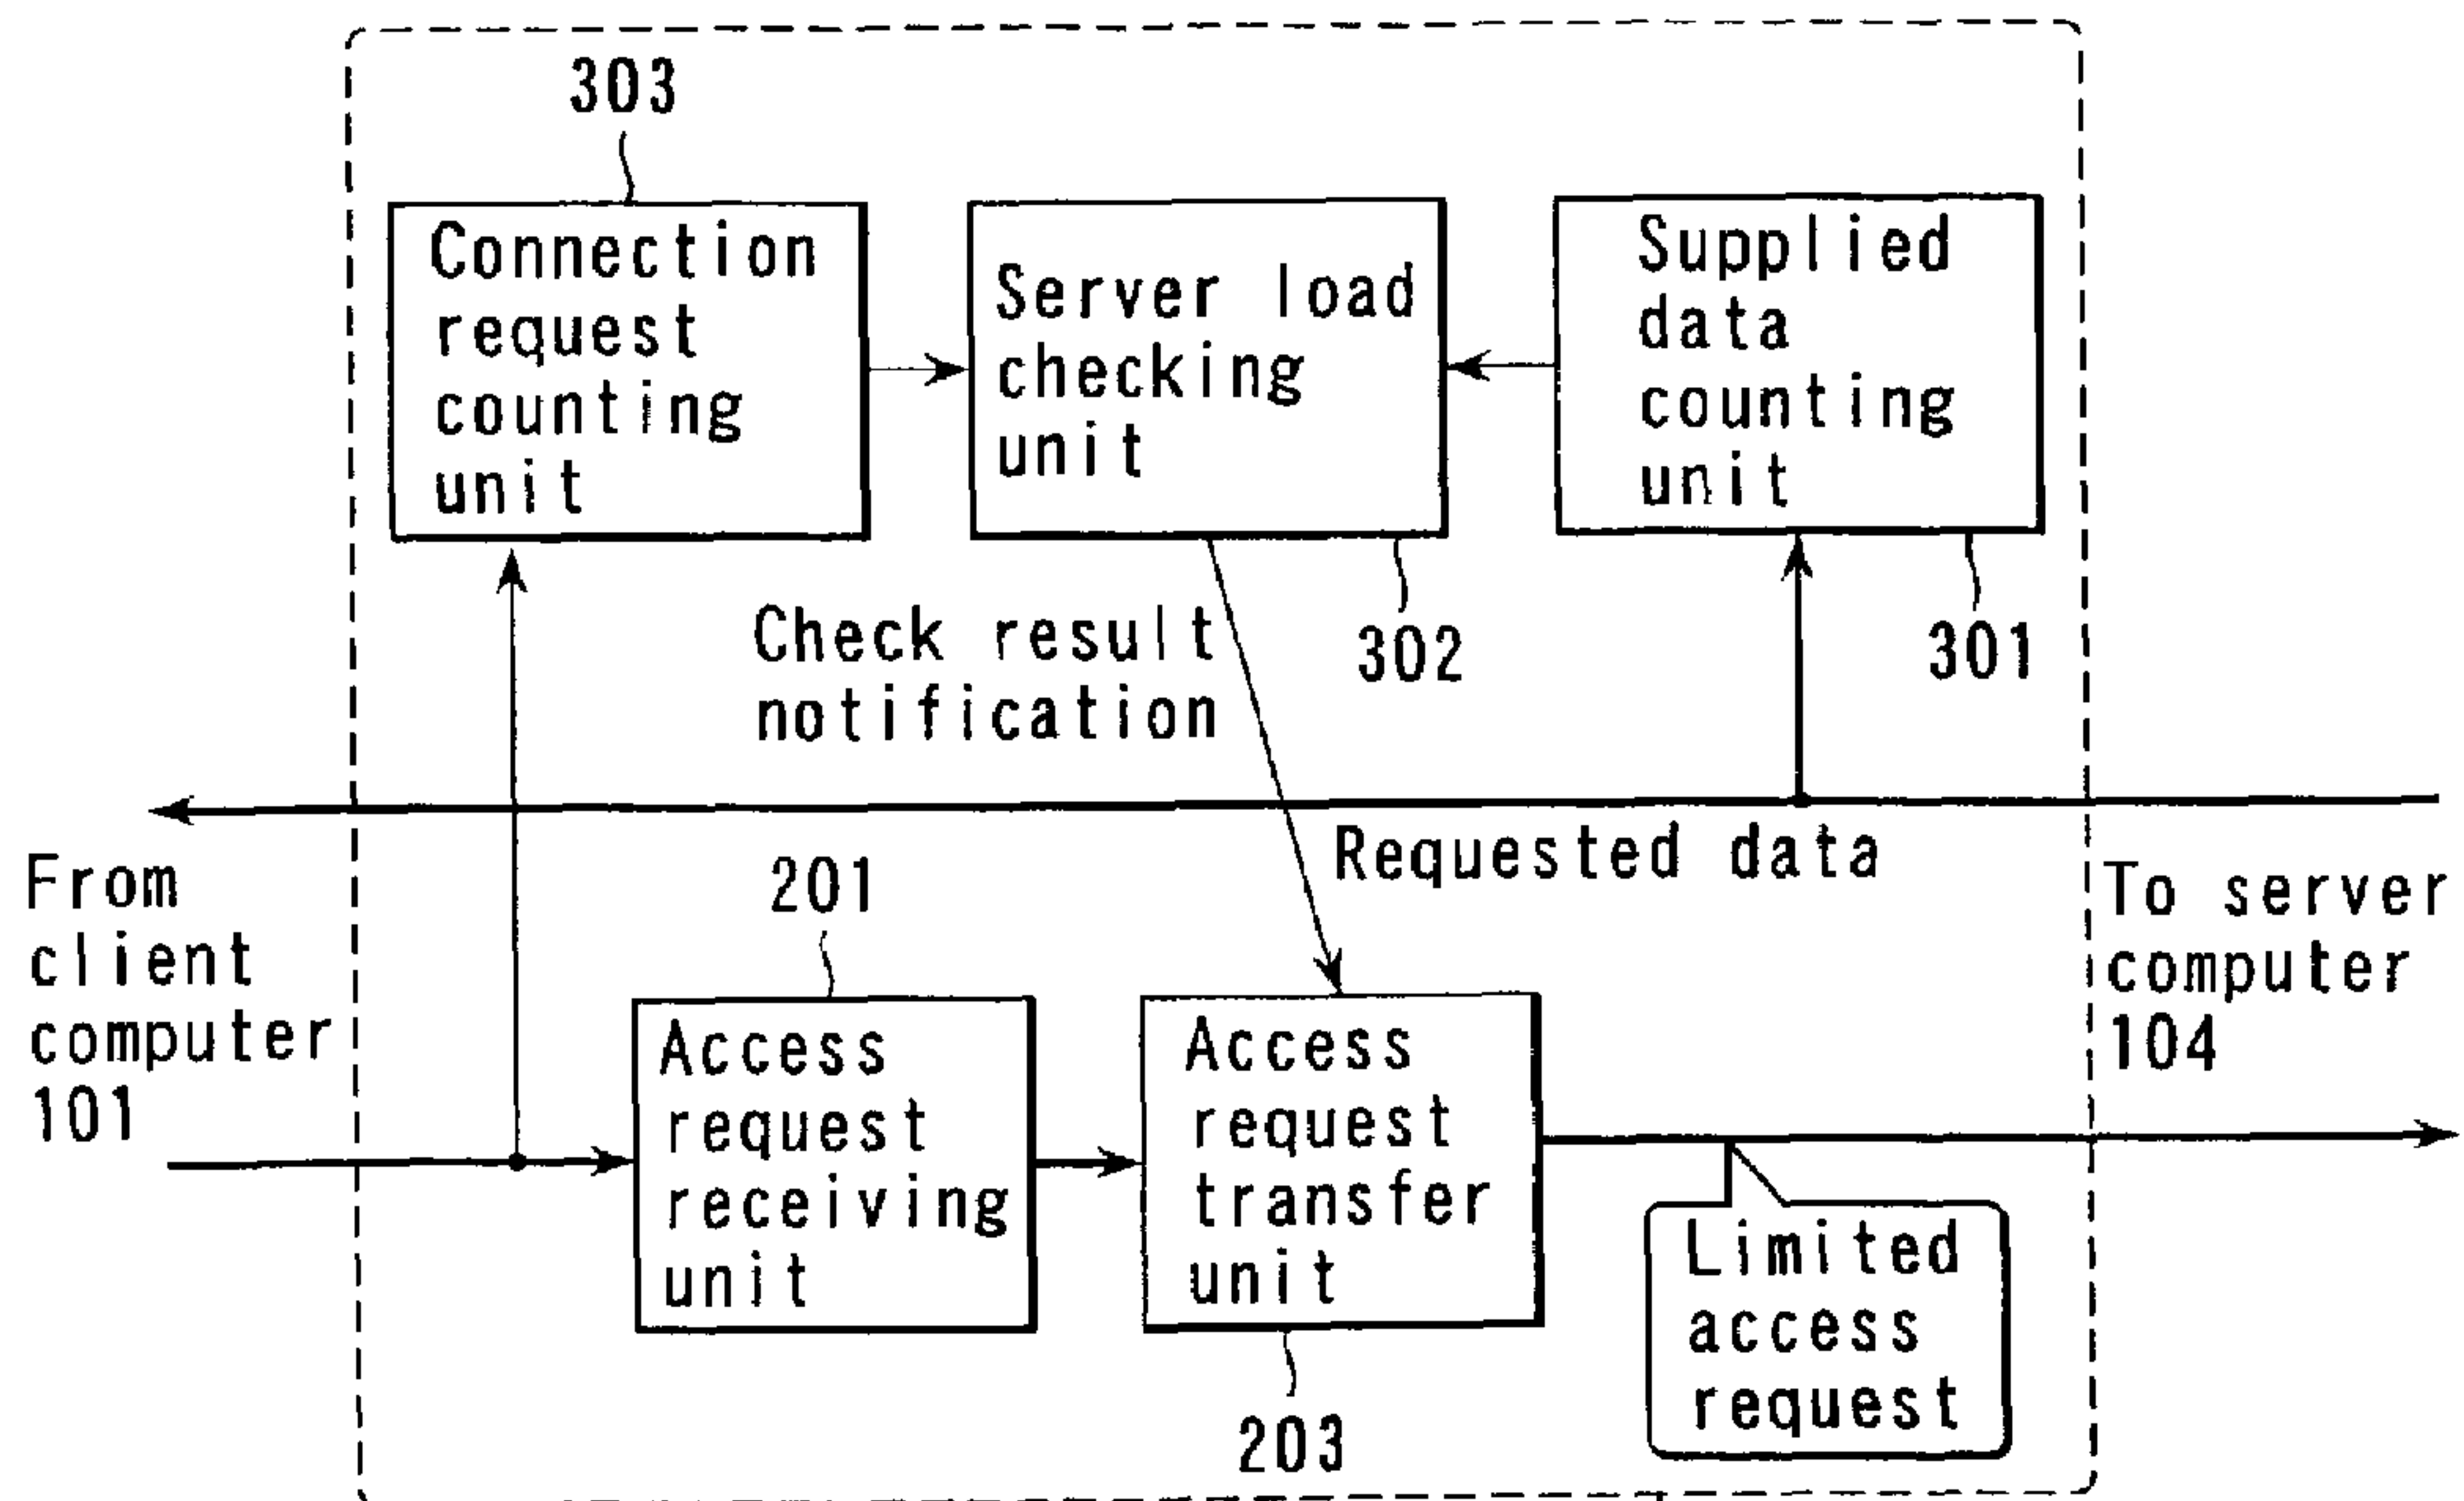 303
Connection
request
counting
unit
Server load
checking
unit
Supplied
data
counting
unit
Check result
notification
302
301
Requested data
From
client
computer
101
201
To server
computer
104
Access
request
receiving
unit
Access
request
transfer
unit
Limited
access
request
203